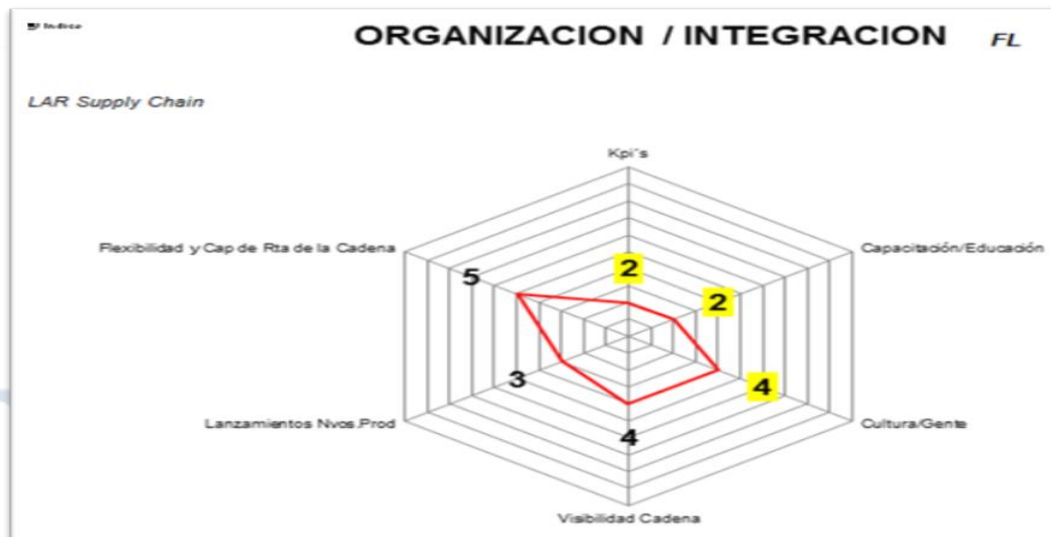 Indice
ORGANIZACION / INTEGRACION FL
LAR Supply Chain
Kpi's
Flexibilidad y Cap de Rta de la Cadena
Capacitación/Educación
2
5
2
3
4
Lanzamientos Nvos.Prod
Cultura/Gente
4
Visibilidad Cadena